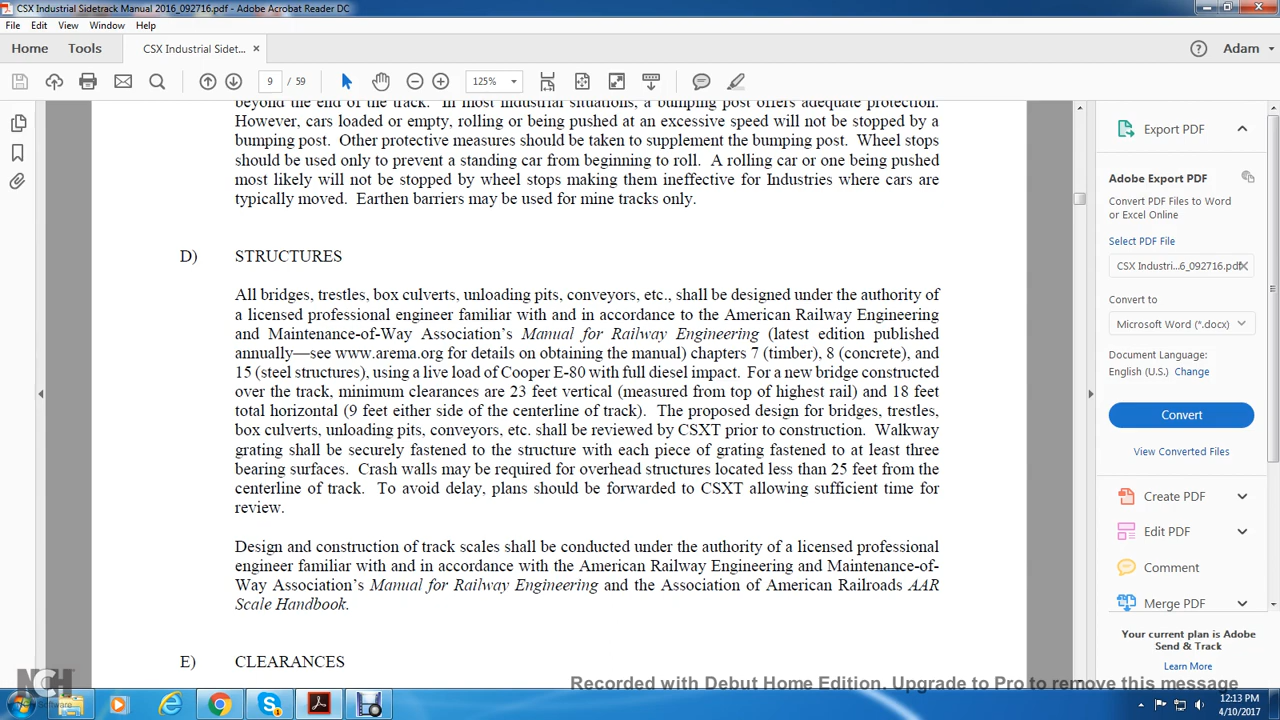 CSX Industrial Sidetrack Manual 2016_092716.pdf - Adobe Acrobat Reader DC
File Edit View Window Help
Home Tools CSX Industrial Sidet... × Adam
9 / 59 125%
beyond the end of the track. In most industrial situations, a bumping post offers adequate protection.
However, cars loaded or empty, rolling or being pushed at an excessive speed will not be stopped by a
bumping post. Other protective measures should be taken to supplement the bumping post. Wheel stops
should be used only to prevent a standing car from beginning to roll. A rolling car or one being pushed
most likely will not be stopped by wheel stops making them ineffective for Industries where cars are
typically moved. Earthen barriers may be used for mine tracks only.
D) STRUCTURES
All bridges, trestles, box culverts, unloading pits, conveyors, etc., shall be designed under the authority of
a licensed professional engineer familiar with and in accordance to the American Railway Engineering
and Maintenance-of-Way Association's Manual for Railway Engineering (latest edition published
annually—see www.arema.org for details on obtaining the manual) chapters 7 (timber), 8 (concrete), and
15 (steel structures), using a live load of Cooper E-80 with full diesel impact. For a new bridge constructed
over the track, minimum clearances are 23 feet vertical (measured from top of highest rail) and 18 feet
total horizontal (9 feet either side of the centerline of track). The proposed design for bridges, trestles,
box culverts, unloading pits, conveyors, etc. shall be reviewed by CSXT prior to construction. Walkway
grating shall be securely fastened to the structure with each piece of grating fastened to at least three
bearing surfaces. Crash walls may be required for overhead structures located less than 25 feet from the
centerline of track. To avoid delay, plans should be forwarded to CSXT allowing sufficient time for
review.
Design and construction of track scales shall be conducted under the authority of a licensed professional
engineer familiar with and in accordance with the American Railway Engineering and Maintenance-of-
Way Association's Manual for Railway Engineering and the Association of American Railroads AAR
Scale Handbook.
E) CLEARANCES
Export PDF
Adobe Export PDF
Convert PDF Files to Word
or Excel Online
Select PDF File
CSX Industri...6_092716.pdf
Convert to
Microsoft Word (*.docx)
Document Language:
English (U.S.) Change
Convert
View Converted Files
Create PDF
Edit PDF
Comment
Merge PDF
Your current plan is Adobe
Send & Track
Learn More
NCH Software
Recorded with Debut Home Edition. Upgrade to Pro to remove this message
12:13 PM
4/10/2017